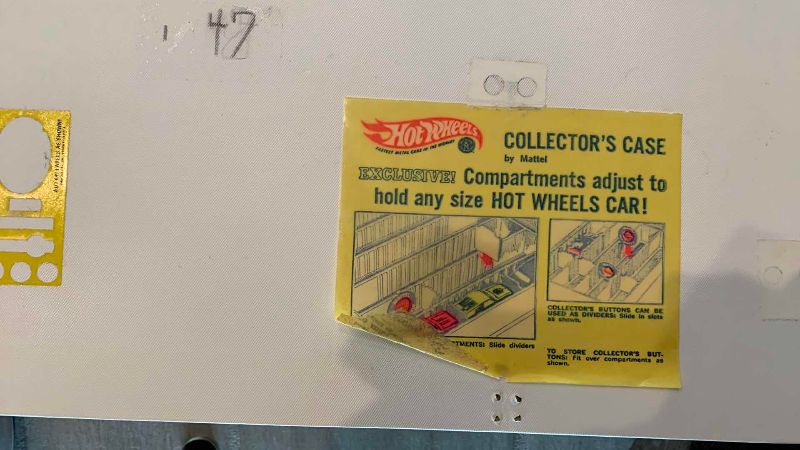 47
HOT WHEELS
FASTEST METAL CARS IN THE WORLD!
COLLECTOR'S CASE
by Mattel
EXCLUSIVE! Compartments adjust to
hold any size HOT WHEELS CAR!
TMENTS: Slide dividers
COLLECTOR'S BUTTONS CAN BE
USED AS DIVIDERS: Slide in slots
as shown.
TO STORE COLLECTOR'S BUT-
TONS: Fit over compartments as
shown.